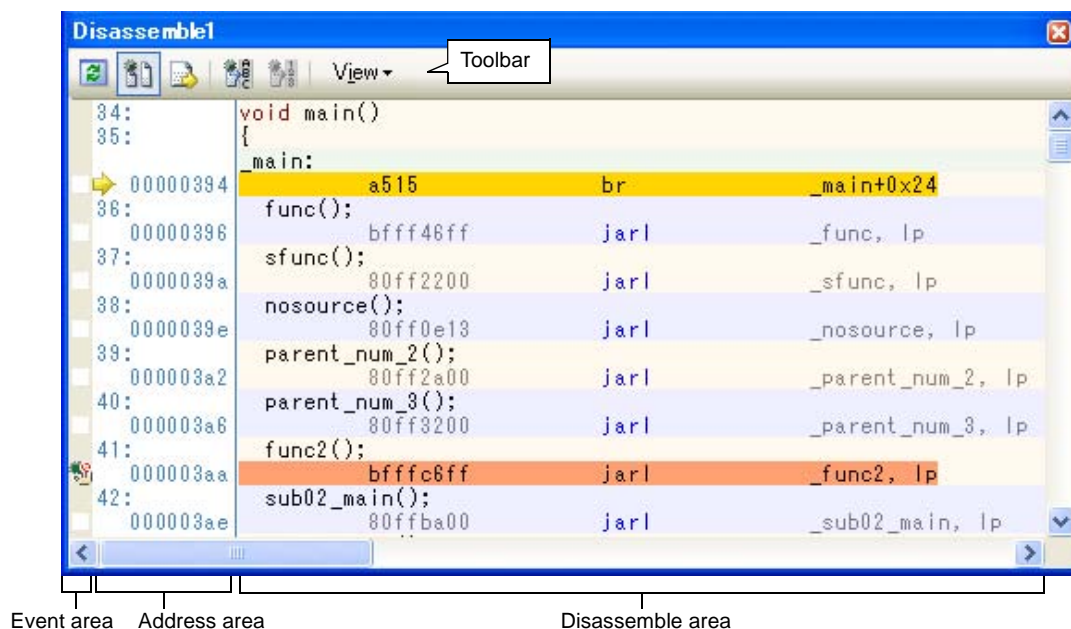 Disassemble1
View
Toolbar
34: void main()
35: {
_main:
00000394 a515 br _main+0x24
36: func();
00000396 bfff46ff jarl _func, lp
37: sfunc();
0000039a 80ff2200 jarl _sfunc, lp
38: nosource();
0000039e 80ff0e13 jarl _nosource, lp
39: parent_num_2();
000003a2 80ff2a00 jarl _parent_num_2, lp
40: parent_num_3();
000003a6 80ff3200 jarl _parent_num_3, lp
41: func2();
000003aa bfffc6ff jarl _func2, lp
42: sub02_main();
000003ae 80ffba00 jarl _sub02_main, lp
Event area Address area Disassemble area